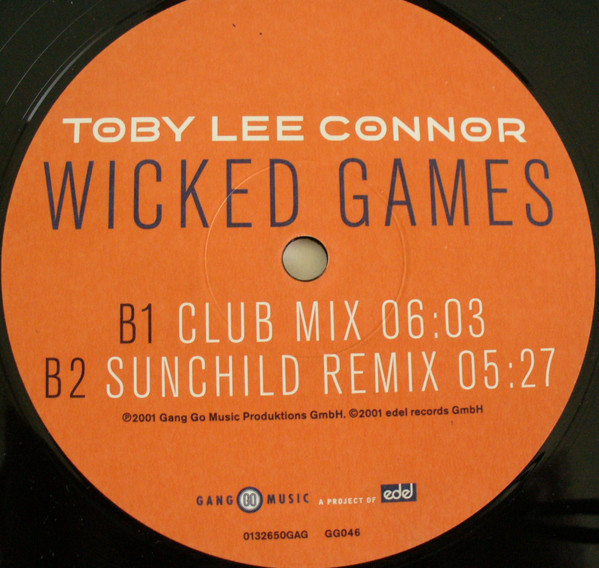 TOBY LEE CONNOR
WICKED GAMES
B1 CLUB MIX 06:03
B2 SUNCHILD REMIX 05:27
℗2001 Gang Go Music Produktions GmbH. ©2001 edel records GmbH
GANG GO MUSIC A PROJECT OF edel
0132650GAG GG046